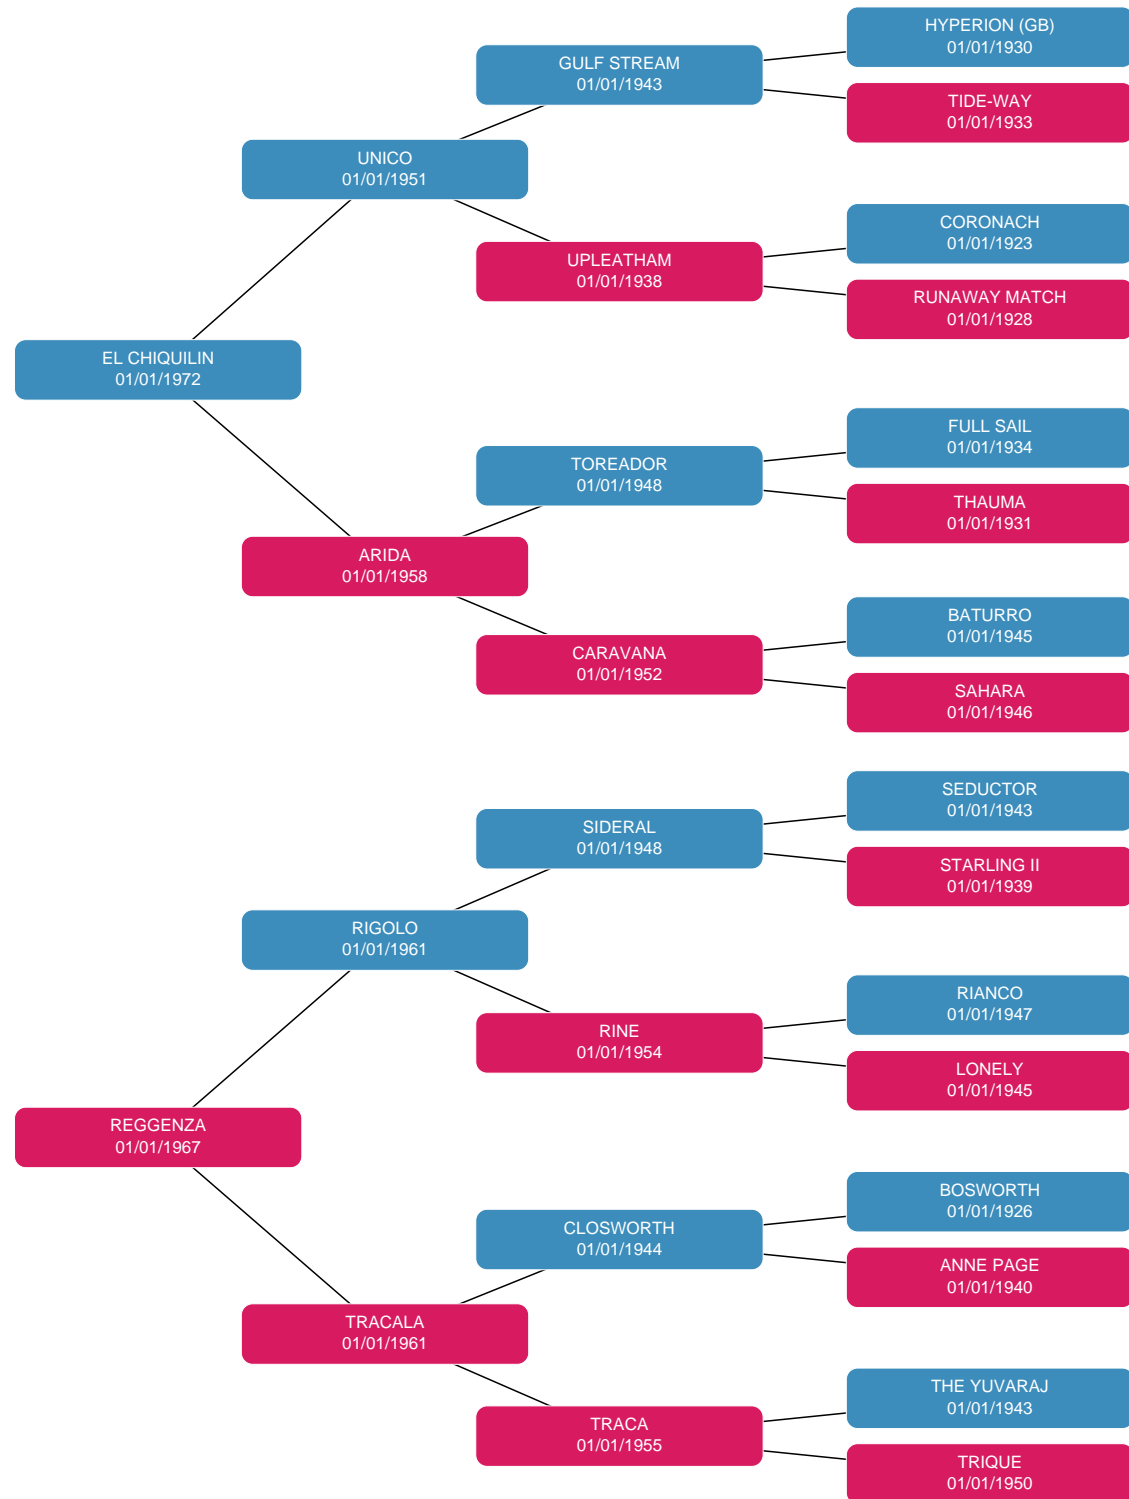 HYPERION (GB)
01/01/1930
GULF STREAM
01/01/1943
TIDE-WAY
01/01/1933
UNICO
01/01/1951
CORONACH
01/01/1923
UPLEATHAM
01/01/1938
RUNAWAY MATCH
01/01/1928
EL CHIQUILIN
01/01/1972
FULL SAIL
01/01/1934
TOREADOR
01/01/1948
THAUMA
01/01/1931
ARIDA
01/01/1958
BATURRO
01/01/1945
CARAVANA
01/01/1952
SAHARA
01/01/1946
SEDUCTOR
01/01/1943
SIDERAL
01/01/1948
STARLING II
01/01/1939
RIGOLO
01/01/1961
RIANCO
01/01/1947
RINE
01/01/1954
LONELY
01/01/1945
REGGENZA
01/01/1967
BOSWORTH
01/01/1926
CLOSWORTH
01/01/1944
ANNE PAGE
01/01/1940
TRACALA
01/01/1961
THE YUVARAJ
01/01/1943
TRACA
01/01/1955
TRIQUE
01/01/1950